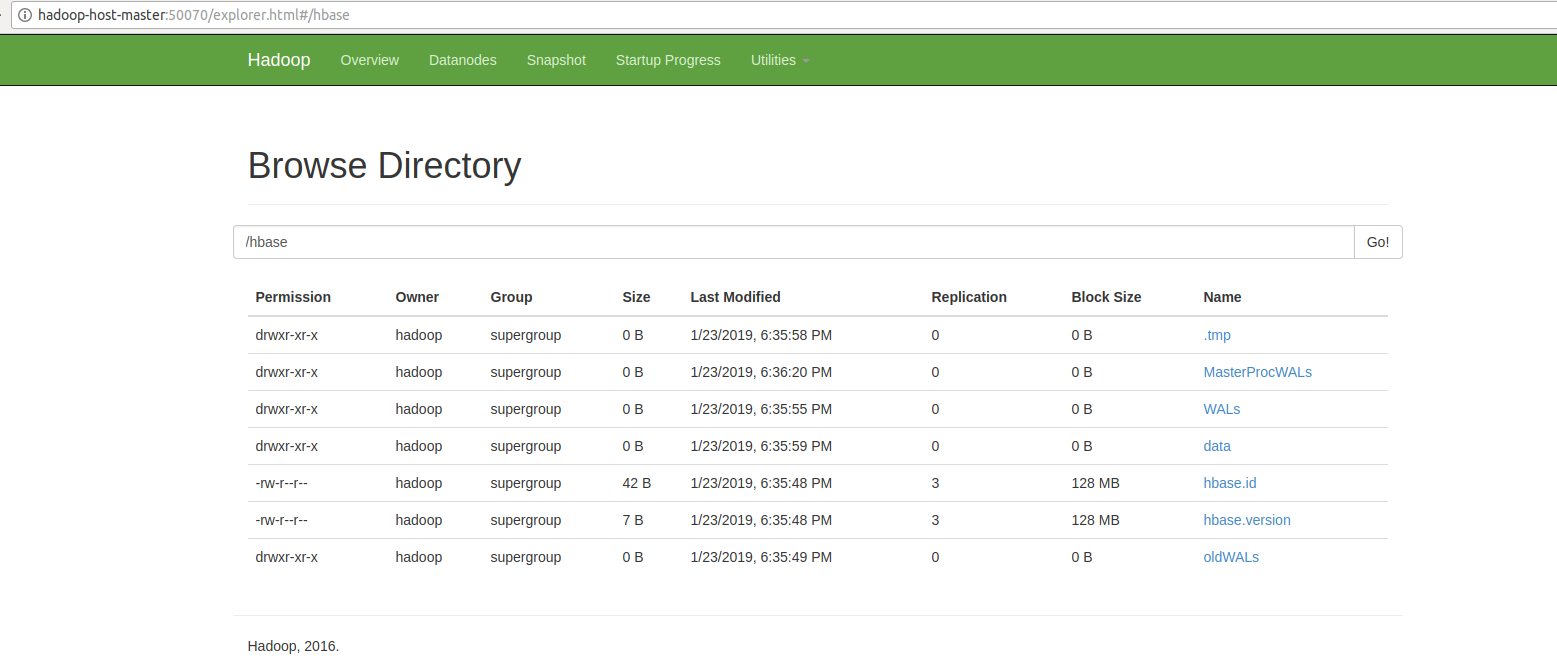 hadoop-host-master:50070/explorer.html#/hbase
Hadoop Overview Datanodes Snapshot Startup Progress Utilities
Browse Directory
/hbase Go!
Permission Owner Group Size Last Modified Replication Block Size Name
drwxr-xr-x hadoop supergroup 0 B 1/23/2019, 6:35:58 PM 0 0 B .tmp
drwxr-xr-x hadoop supergroup 0 B 1/23/2019, 6:36:20 PM 0 0 B MasterProcWALs
drwxr-xr-x hadoop supergroup 0 B 1/23/2019, 6:35:55 PM 0 0 B WALs
drwxr-xr-x hadoop supergroup 0 B 1/23/2019, 6:35:59 PM 0 0 B data
-rw-r--r-- hadoop supergroup 42 B 1/23/2019, 6:35:48 PM 3 128 MB hbase.id
-rw-r--r-- hadoop supergroup 7 B 1/23/2019, 6:35:48 PM 3 128 MB hbase.version
drwxr-xr-x hadoop supergroup 0 B 1/23/2019, 6:35:49 PM 0 0 B oldWALs
Hadoop, 2016.